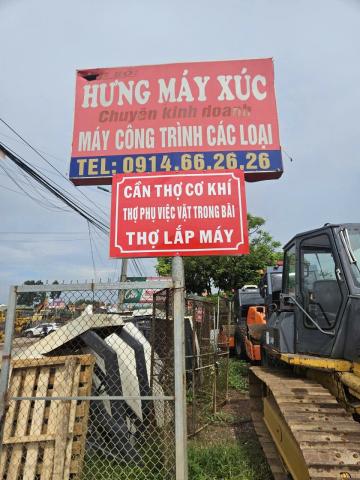 HƯNG MÁY XÚC
Chuyên kinh doanh
MÁY CÔNG TRÌNH CÁC LOẠI
TEL: 0914.66.26.26
CẦN THỢ CƠ KHÍ
THỢ PHỤ VIỆC VẶT TRONG BÃI
THỢ LẮP MÁY